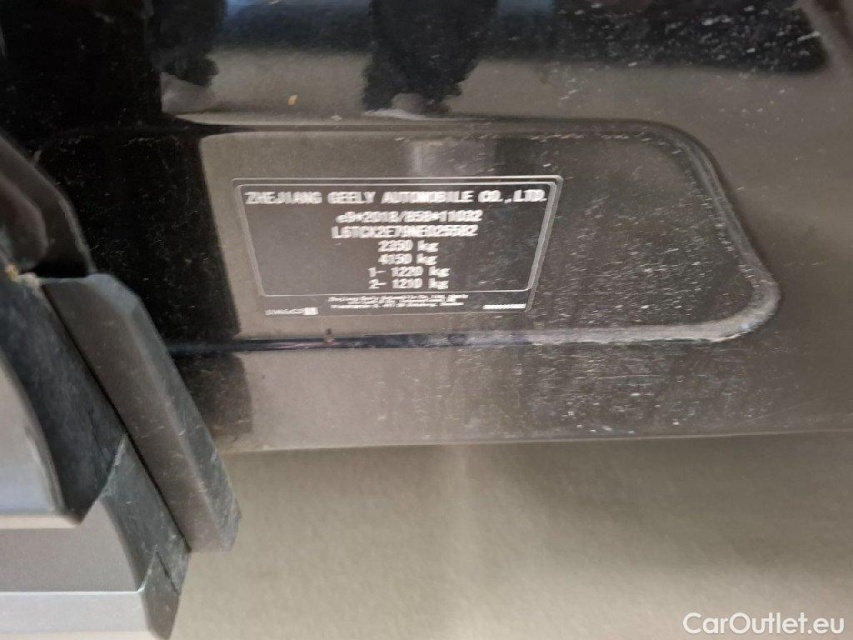 ZHEJIANG GEELY AUTOMOBILE CO.,LTD.
e9*2018/858*11032
L6TCX2E79NE025582
2350 kg
4150 kg
1- 1220 kg
2- 1210 kg
CarOutlet.eu